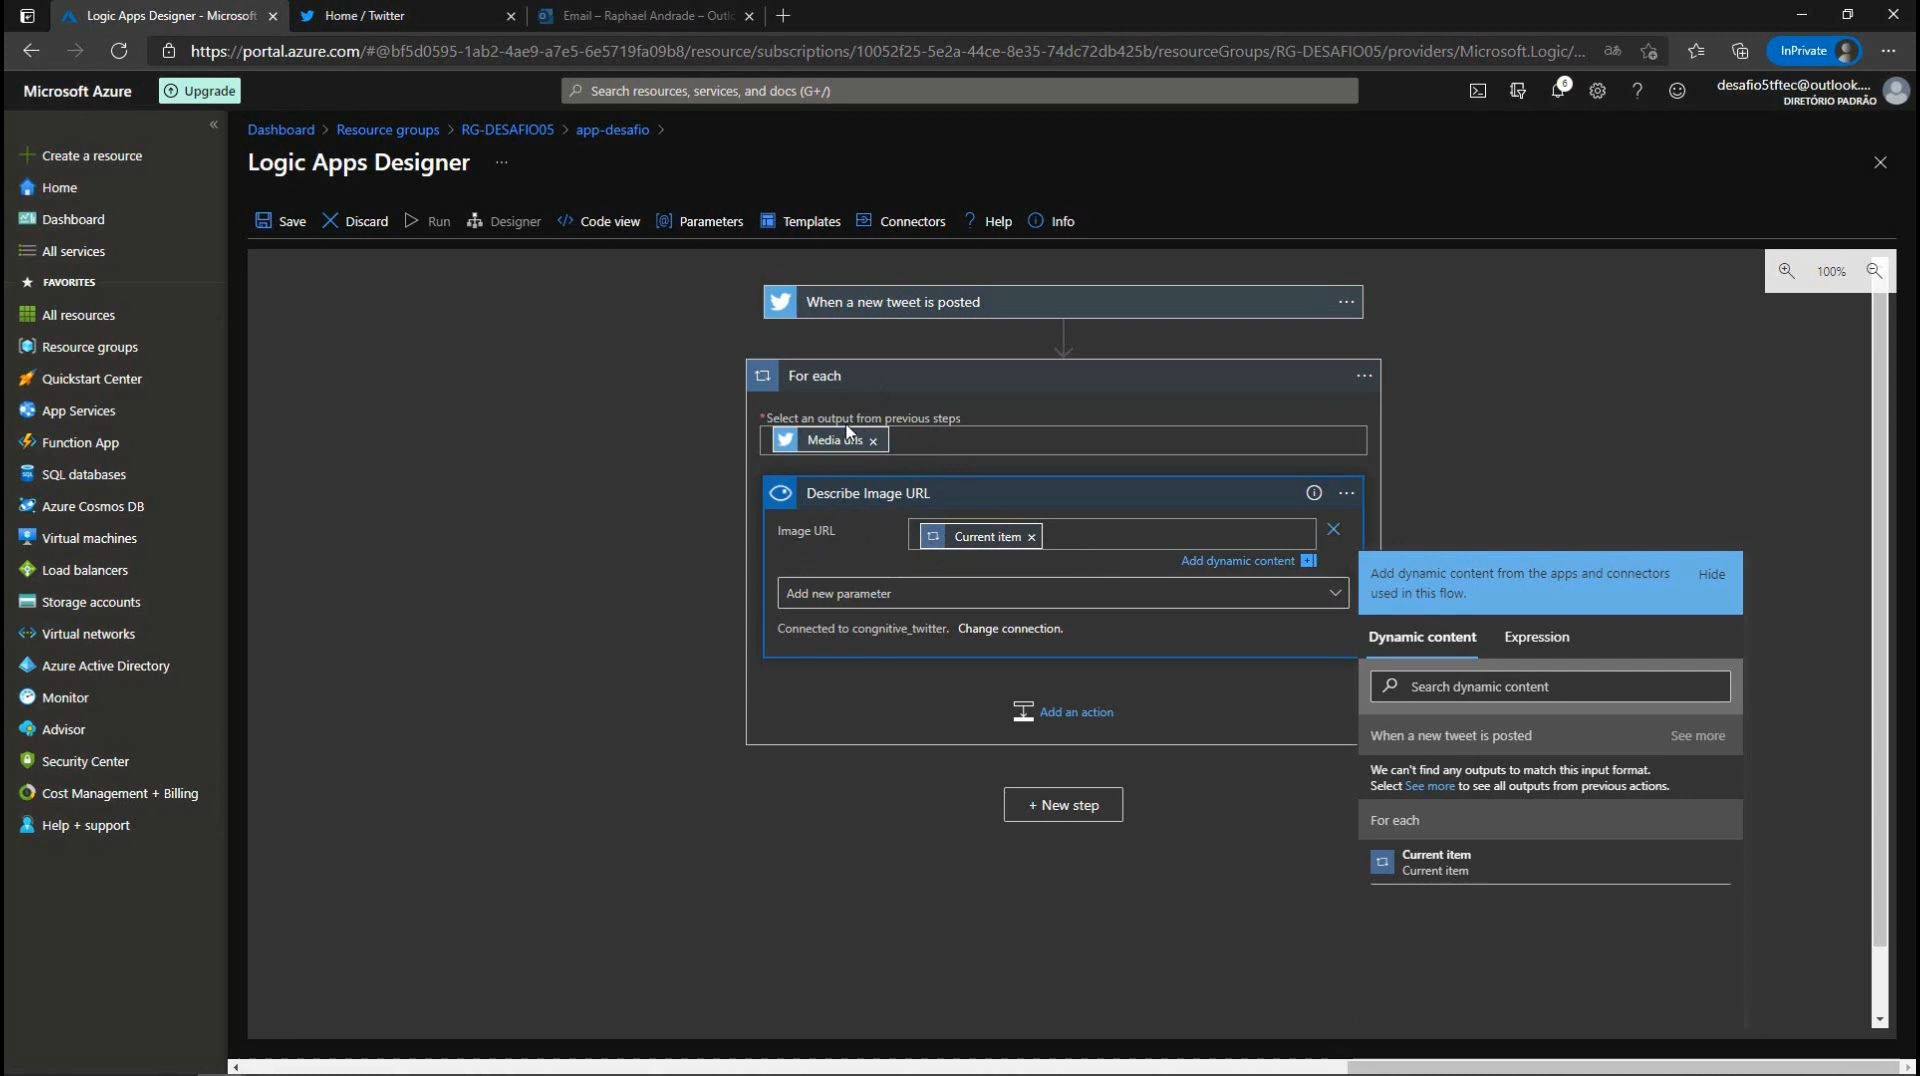 Logic Apps Designer - Microsoft
Home / Twitter
Email – Raphael Andrade – Outl
https://portal.azure.com/#@bf5d0595-1ab2-4ae9-a7e5-6e5719fa09b8/resource/subscriptions/10052f25-5e2a-44ce-8e35-74dc72db425b/resourceGroups/RG-DESAFIO05/providers/Microsoft.Logic/...
InPrivate
Microsoft Azure
Upgrade
Search resources, services, and docs (G+/)
6
desafio5tftec@outlook....
DIRETÓRIO PADRÃO
Create a resource
Home
Dashboard
All services
FAVORITES
All resources
Resource groups
Quickstart Center
App Services
Function App
SQL databases
Azure Cosmos DB
Virtual machines
Load balancers
Storage accounts
Virtual networks
Azure Active Directory
Monitor
Advisor
Security Center
Cost Management + Billing
Help + support
Dashboard > Resource groups > RG-DESAFIO05 > app-desafio >
Logic Apps Designer ...
Save Discard Run Designer Code view Parameters Templates Connectors Help Info
100%
When a new tweet is posted
For each
*Select an output from previous steps
Media urls
Describe Image URL
Image URL
Current item
Add dynamic content
Add new parameter
Connected to congnitive_twitter. Change connection.
Add an action
+ New step
Add dynamic content from the apps and connectors
used in this flow.
Hide
Dynamic content
Expression
Search dynamic content
When a new tweet is posted
See more
We can't find any outputs to match this input format.
Select See more to see all outputs from previous actions.
For each
Current item
Current item